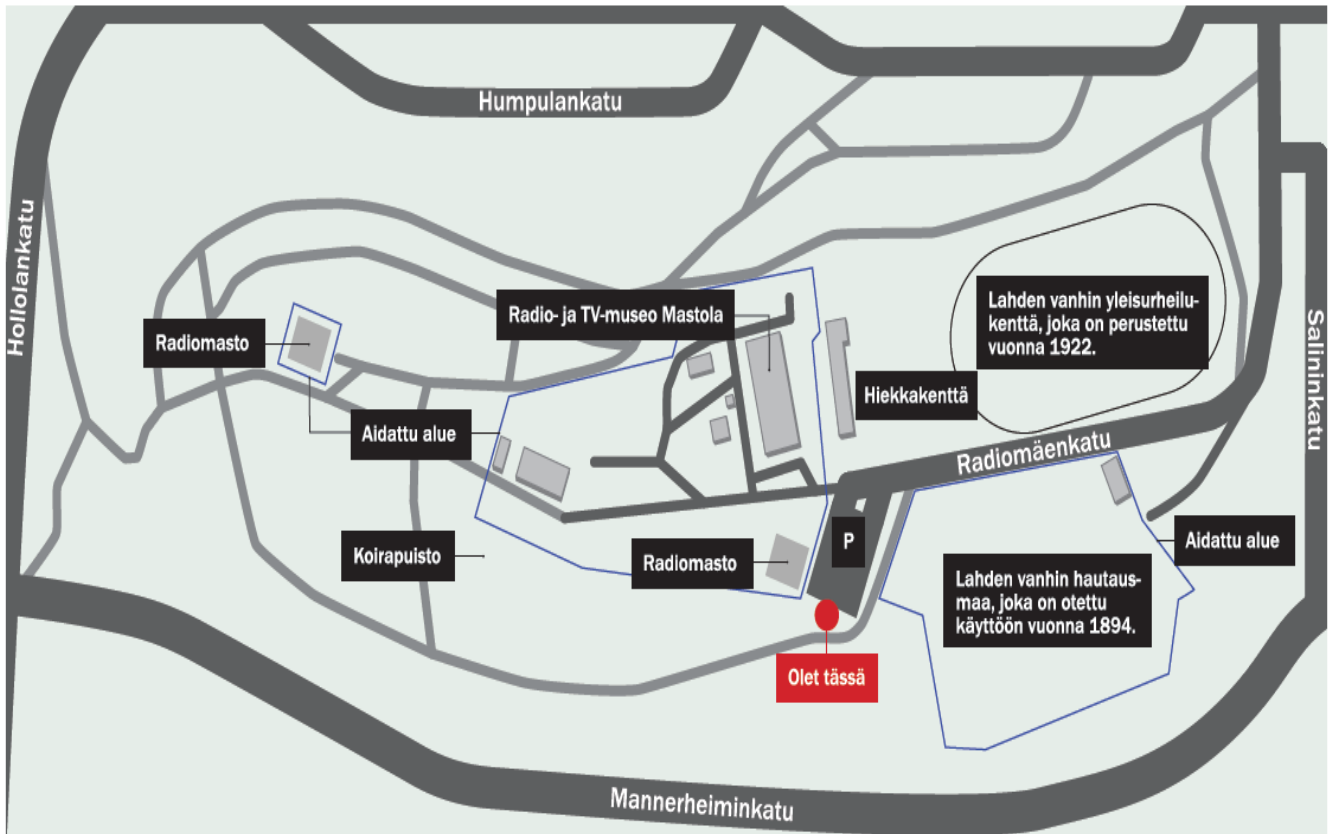 Humpulankatu
Hollolankatu
Radio- ja TV-museo Mastola
Lahden vanhin yleisurheilu-
kenttä, joka on perustettu
vuonna 1922.
Salininkatu
Radiomasto
Hiekkakenttä
Aidattu alue
Radiomäenkatu
P
Aidattu alue
Koirapuisto
Radiomasto
Lahden vanhin hautaus-
maa, joka on otettu
käyttöön vuonna 1894.
Olet tässä
Mannerheiminkatu